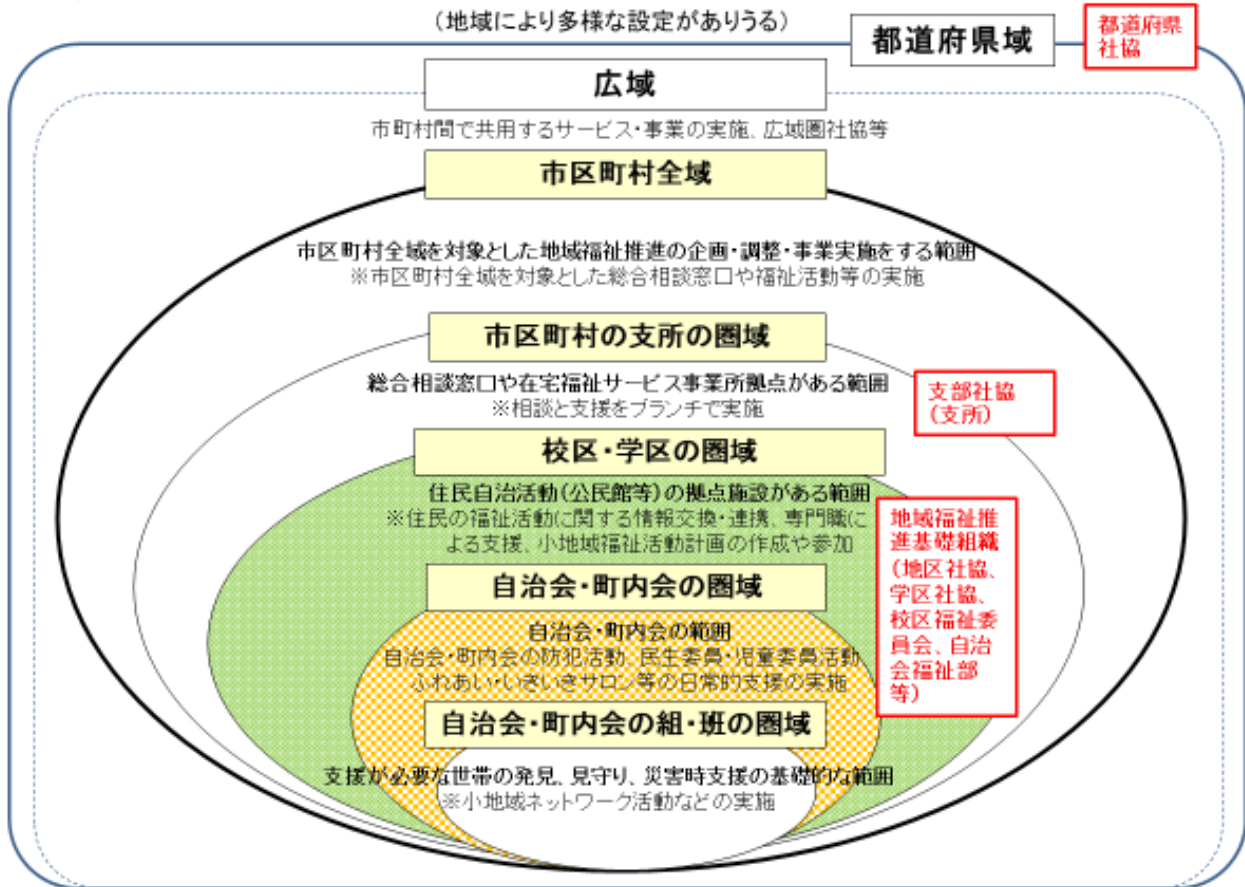 (地域により多様な設定がありうる)
都道府県域
都道府県
社協
広域
市町村間で共用するサービス・事業の実施、広域圏社協等
市区町村全域
市区町村全域を対象とした地域福祉推進の企画・調整・事業実施をする範囲
※市区町村全域を対象とした総合相談窓口や福祉活動等の実施
市区町村の支所の圏域
総合相談窓口や在宅福祉サービス事業所拠点がある範囲
※相談と支援をブランチで実施
支部社協
(支所)
校区・学区の圏域
住民自治活動(公民館等)の拠点施設がある範囲
※住民の福祉活動に関する情報交換・連携、専門職に
よる支援、小地域福祉活動計画の作成や参加
地域福祉推
進基礎組織
(地区社協、
学区社協、
校区福祉委
員会、自治
会福祉部
等)
自治会・町内会の圏域
自治会・町内会の範囲
自治会・町内会の防犯活動、民生委員・児童委員活動
ふれあい・いきいきサロン等の日常的支援の実施
自治会・町内会の組・班の圏域
支援が必要な世帯の発見、見守り、災害時支援の基礎的な範囲
※小地域ネットワーク活動などの実施